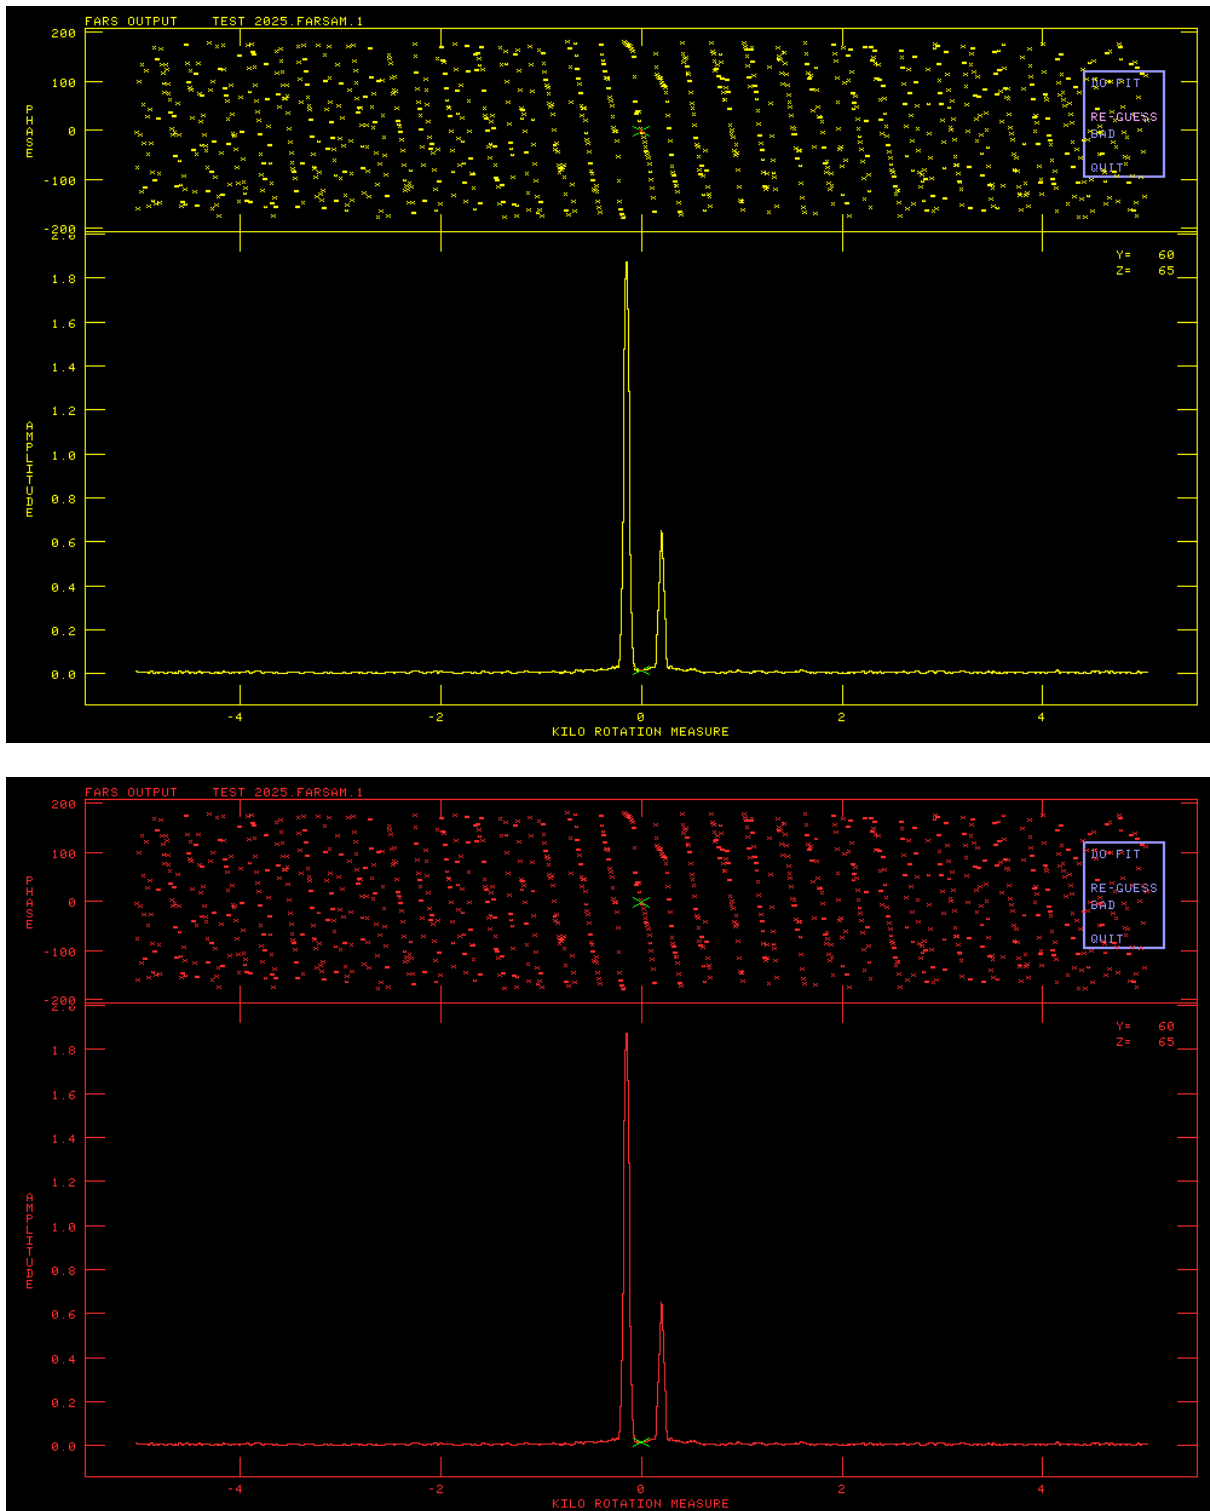 FARS OUTPUT TEST 2025.FARSAM.1
200
100
0
-100
-200
PHASE
DO FIT
RE-GUESS
BAD
QUIT
Y= 60
Z= 65
2.0
1.8
1.6
1.4
1.2
1.0
0.8
0.6
0.4
0.2
0.0
AMPLITUDE
-4 -2 0 2 4
KILO ROTATION MEASURE
FARS OUTPUT TEST 2025.FARSAM.1
200
100
0
-100
-200
PHASE
DO FIT
RE-GUESS
BAD
QUIT
Y= 60
Z= 65
2.0
1.8
1.6
1.4
1.2
1.0
0.8
0.6
0.4
0.2
0.0
AMPLITUDE
-4 -2 0 2 4
KILO ROTATION MEASURE